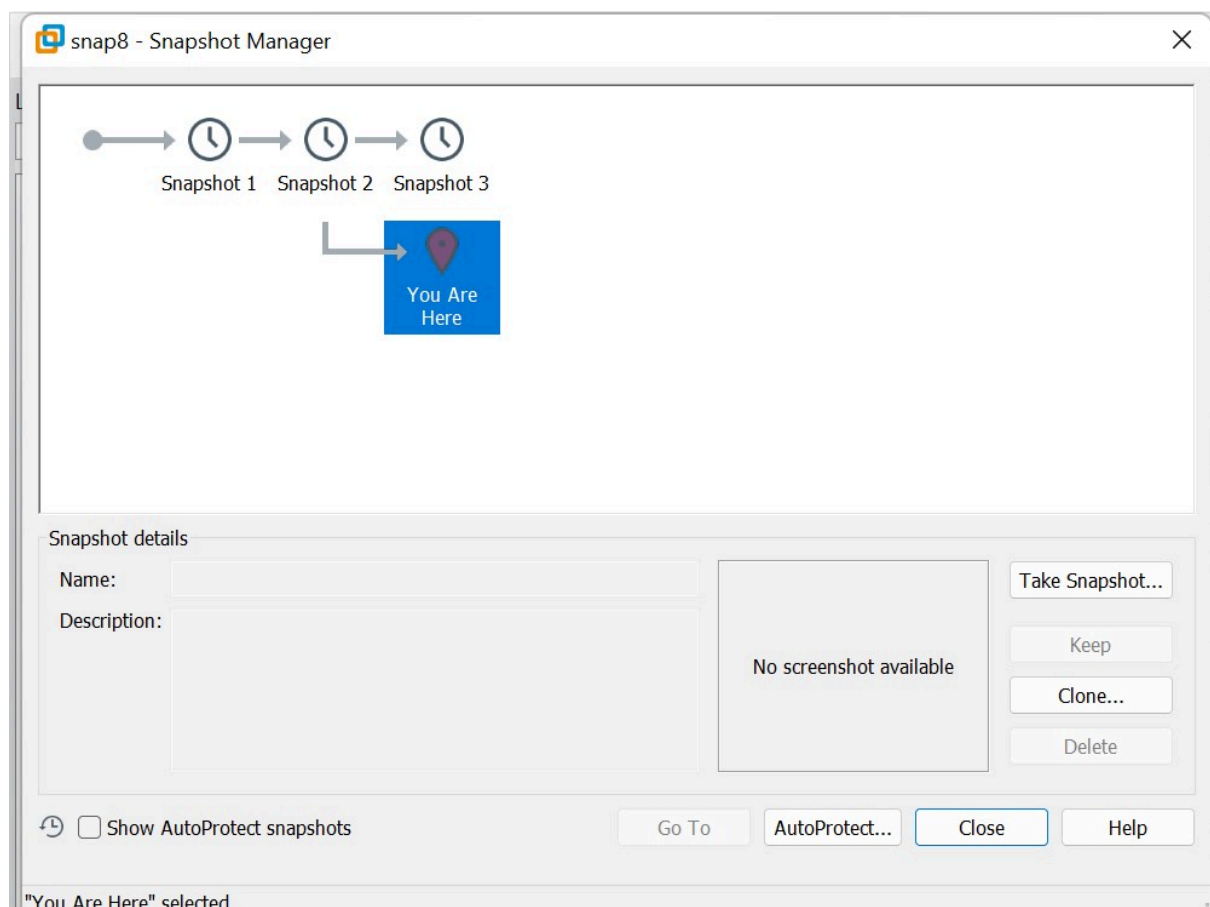 snap8 - Snapshot Manager
L
Snapshot 1 Snapshot 2 Snapshot 3
You Are
Here
Snapshot details
Name:
Take Snapshot...
Description:
Keep
No screenshot available
Clone...
Delete
Show AutoProtect snapshots
Go To
AutoProtect...
Close
Help
"You Are Here" selected